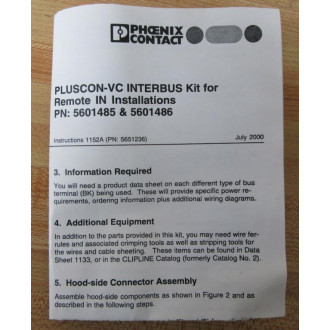 PHŒNIX
CONTACT
PLUSCON-VC INTERBUS Kit for
Remote IN Installations
PN: 5601485 & 5601486
Instructions 1152A (PN: 5651236)
July 2000
3. Information Required
You will need a product data sheet on each different type of bus
terminal (BK) being used. These will provide specific power re-
quirements, ordering information plus additional wiring diagrams.
4. Additional Equipment
In addition to the parts provided in this kit, you may need wire fer-
rules and associated crimping tools as well as stripping tools for
the wires and cable sheeting. These items can be found in Data
Sheet 1133, or in the CLIPLINE Catalog (formerly Catalog No. 2).
5. Hood-side Connector Assembly
Assemble hood-side components as shown in Figure 2 and as
described in the following steps.